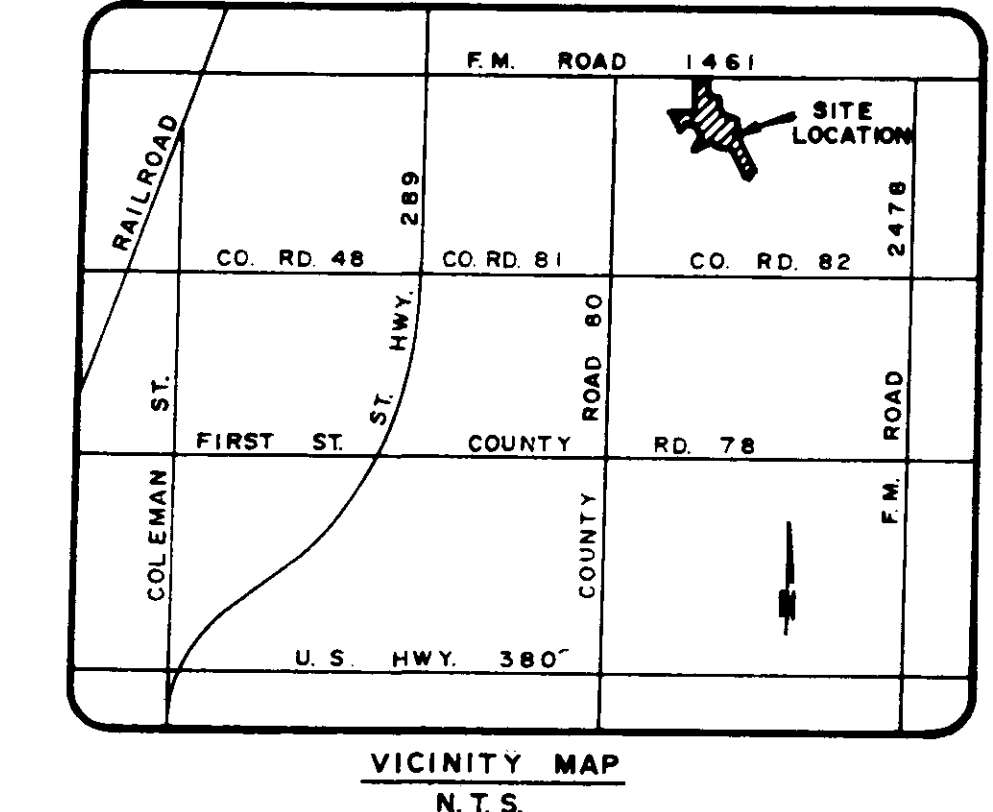 F.M. ROAD 1461
SITE
LOCATION
RAILROAD
289
2478
CO. RD. 48
CO. RD. 81
CO. RD. 82
ST. HWY.
COUNTY ROAD 80
F.M. ROAD
COLEMAN ST.
FIRST ST.
COUNTY RD. 78
U.S. HWY. 380
VICINITY MAP
N.T.S.